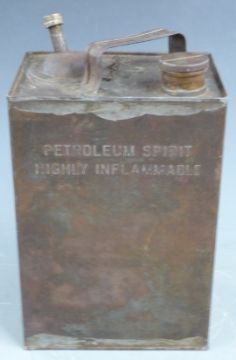 PETROLEUM SPIRIT
HIGHLY INFLAMMABLE